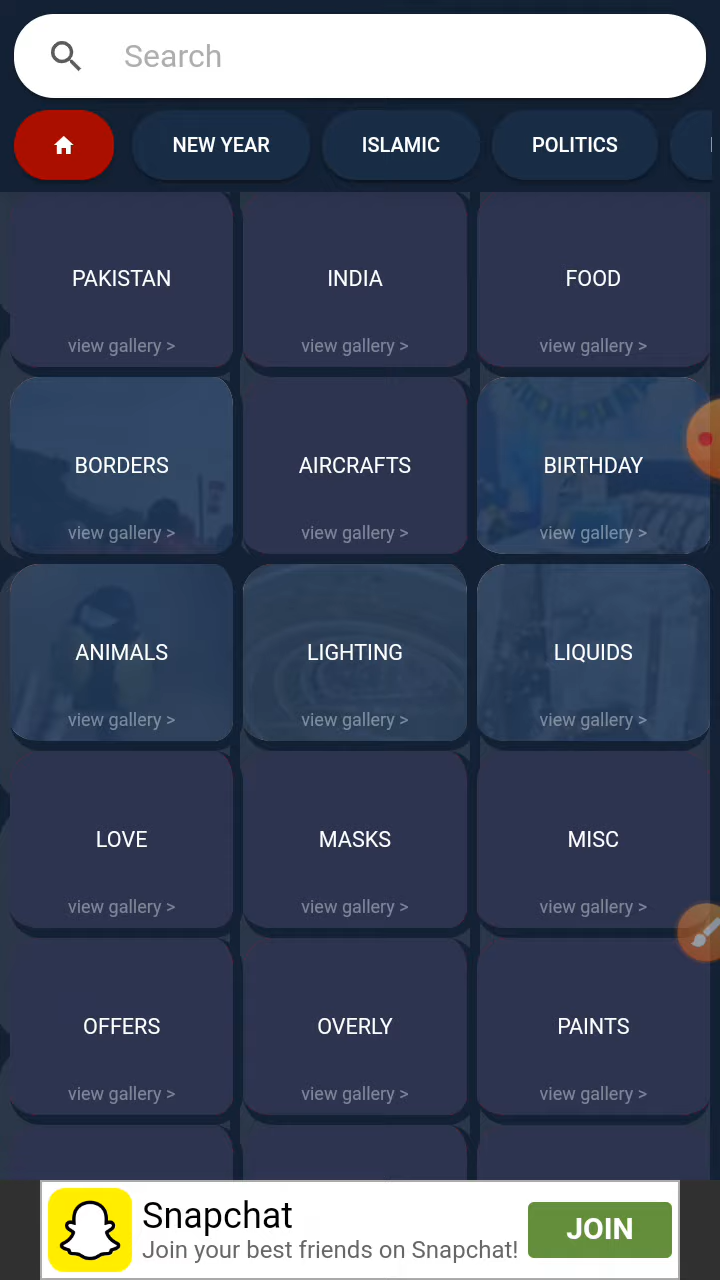 Search
NEW YEAR
ISLAMIC
POLITICS
PAKISTAN
INDIA
FOOD
view gallery >
view gallery >
view gallery >
BORDERS
AIRCRAFTS
BIRTHDAY
view gallery >
view gallery >
view gallery >
ANIMALS
LIGHTING
LIQUIDS
view gallery >
view gallery >
view gallery >
LOVE
MASKS
MISC
view gallery >
view gallery >
view gallery >
OFFERS
OVERLY
PAINTS
view gallery >
view gallery >
view gallery >
Snapchat
Join your best friends on Snapchat!
JOIN